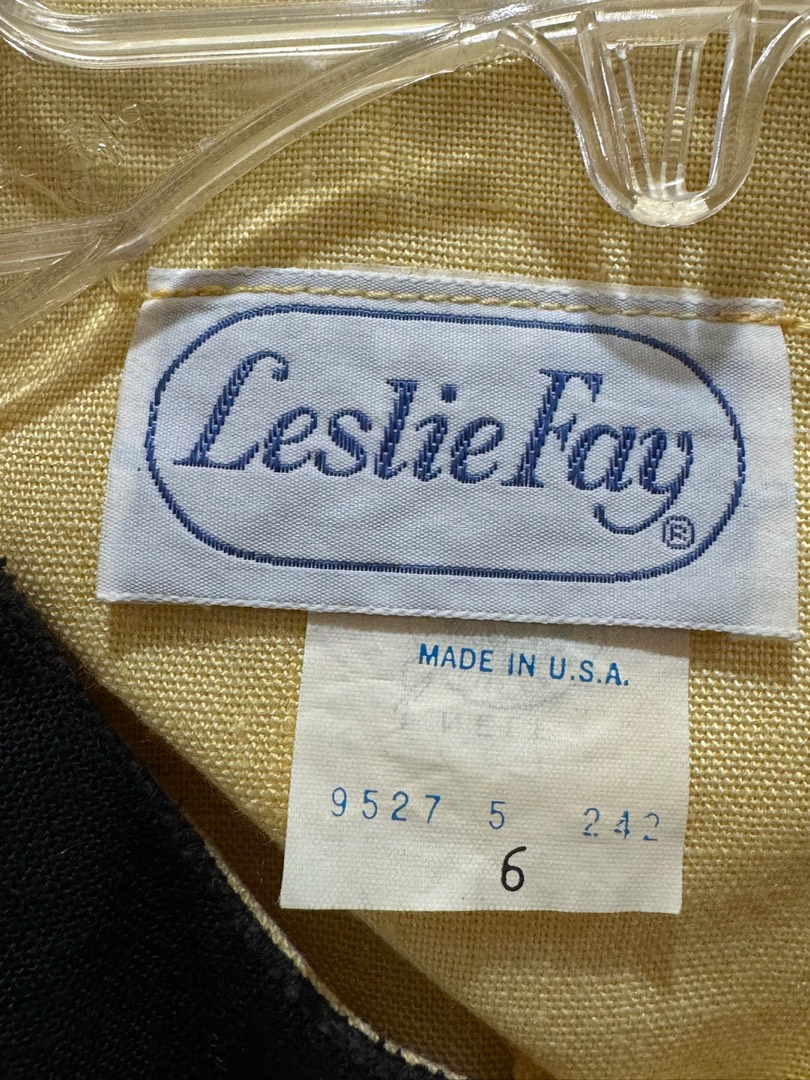 Leslie Fay ®
MADE IN U.S.A.
9527 5 242
6